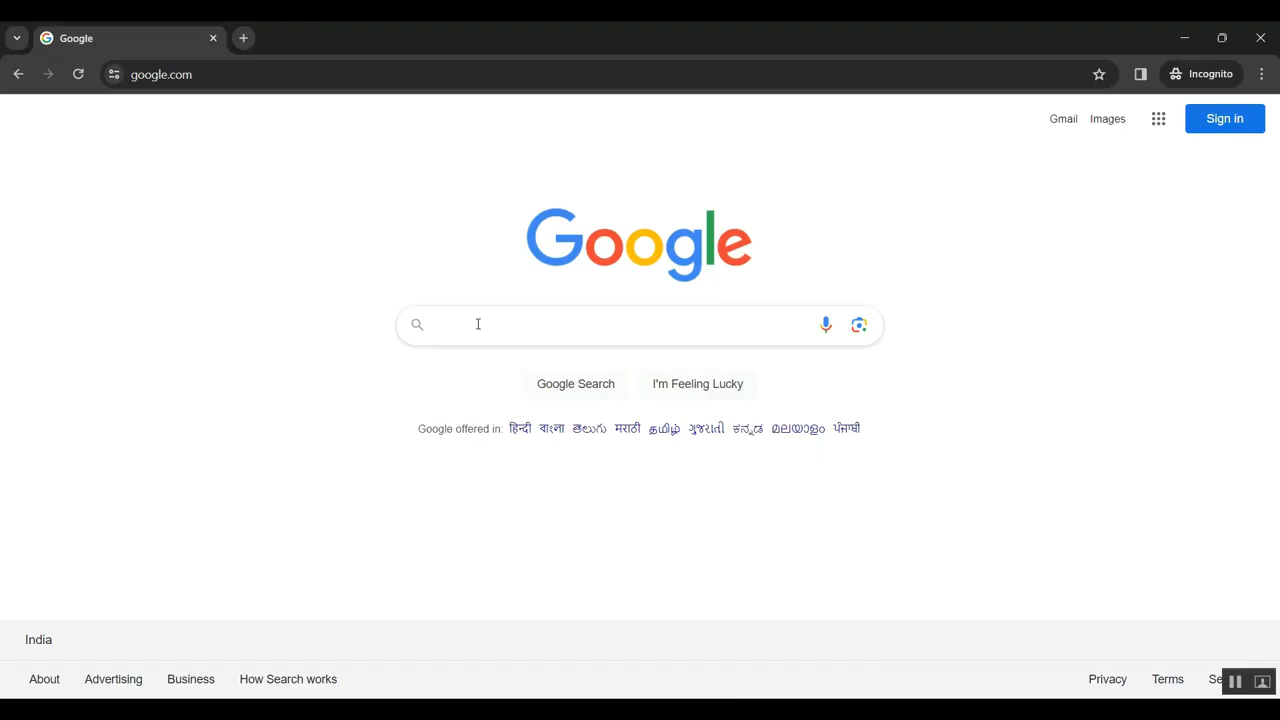 Google
google.com
Incognito
Gmail Images
Sign in
Google
Google Search I'm Feeling Lucky
Google offered in: हिन्दी বাংলা తెలుగు मराठी தமிழ் ગુજરાતી ಕನ್ನಡ മലയാളം ਪੰਜਾਬੀ
India
About Advertising Business How Search works Privacy Terms Se